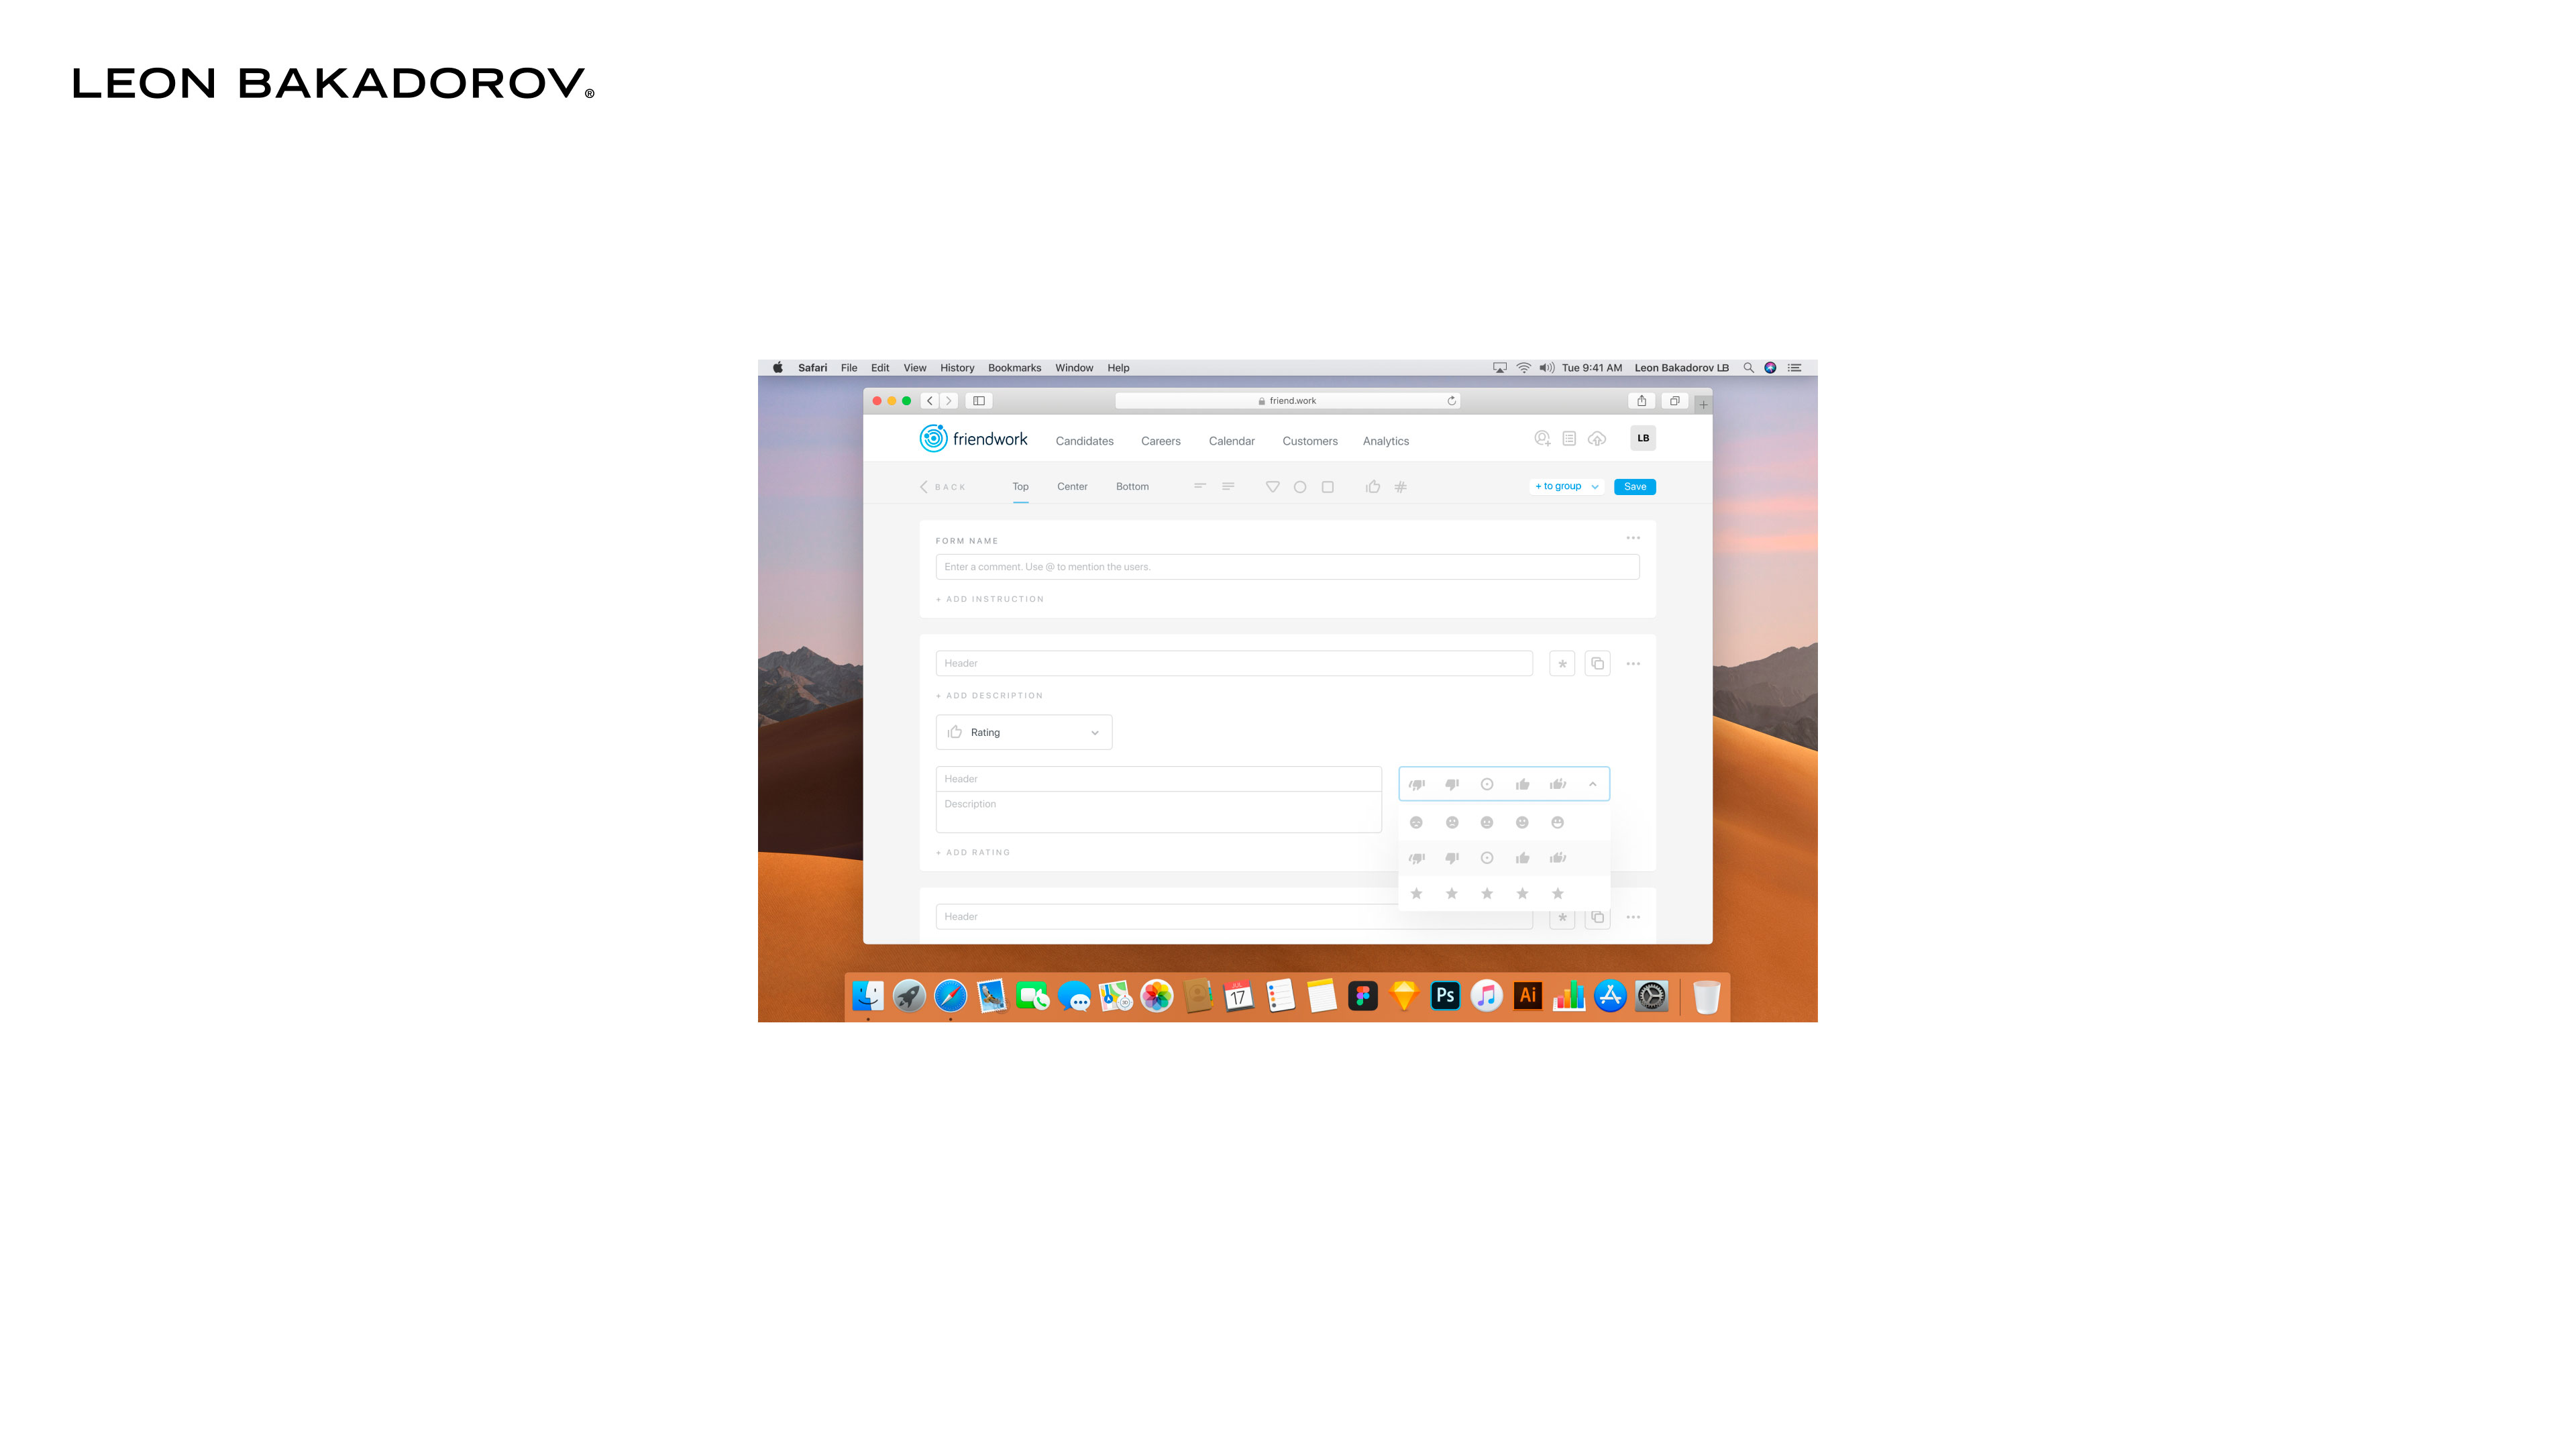 LEON BAKADOROV®
Safari File Edit View History Bookmarks Window Help Tue 9:41 AM Leon Bakadorov LB
friend.work
friendwork Candidates Careers Calendar Customers Analytics LB
BACK Top Center Bottom # + to group Save
FORM NAME
Enter a comment. Use @ to mention the users.
+ ADD INSTRUCTION
Header *
+ ADD DESCRIPTION
Rating
Header
Description
+ ADD RATING
Header *
JUL
17
Ps
Ai